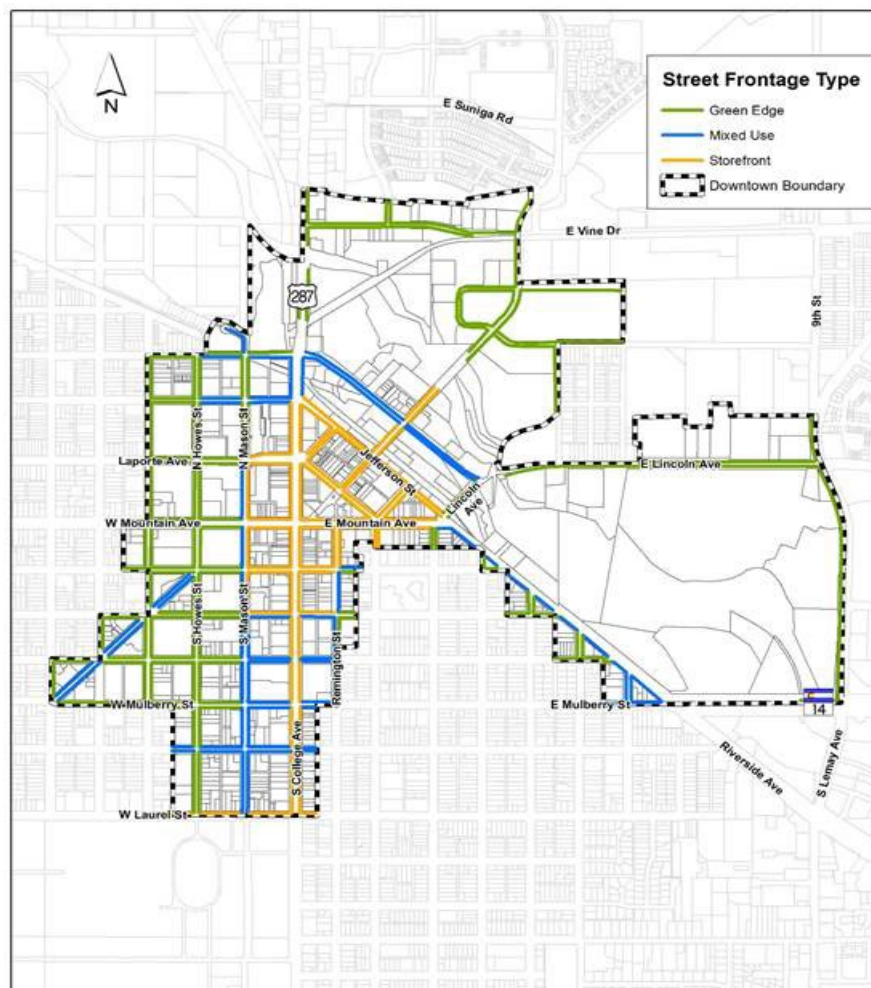 Street Frontage Type
Green Edge
Mixed Use
Storefront
Downtown Boundary
N
E Suniga Rd
E Vine Dr
287
9th St
N Howes St
N Mason St
Laporte Ave
Jefferson St
Lincoln Ave
E Lincoln Ave
W Mountain Ave
E Mountain Ave
S Howes St
S Mason St
Remington St
W Mulberry St
E Mulberry St
14
S College Ave
Riverside Ave
S Lemay Ave
W Laurel St